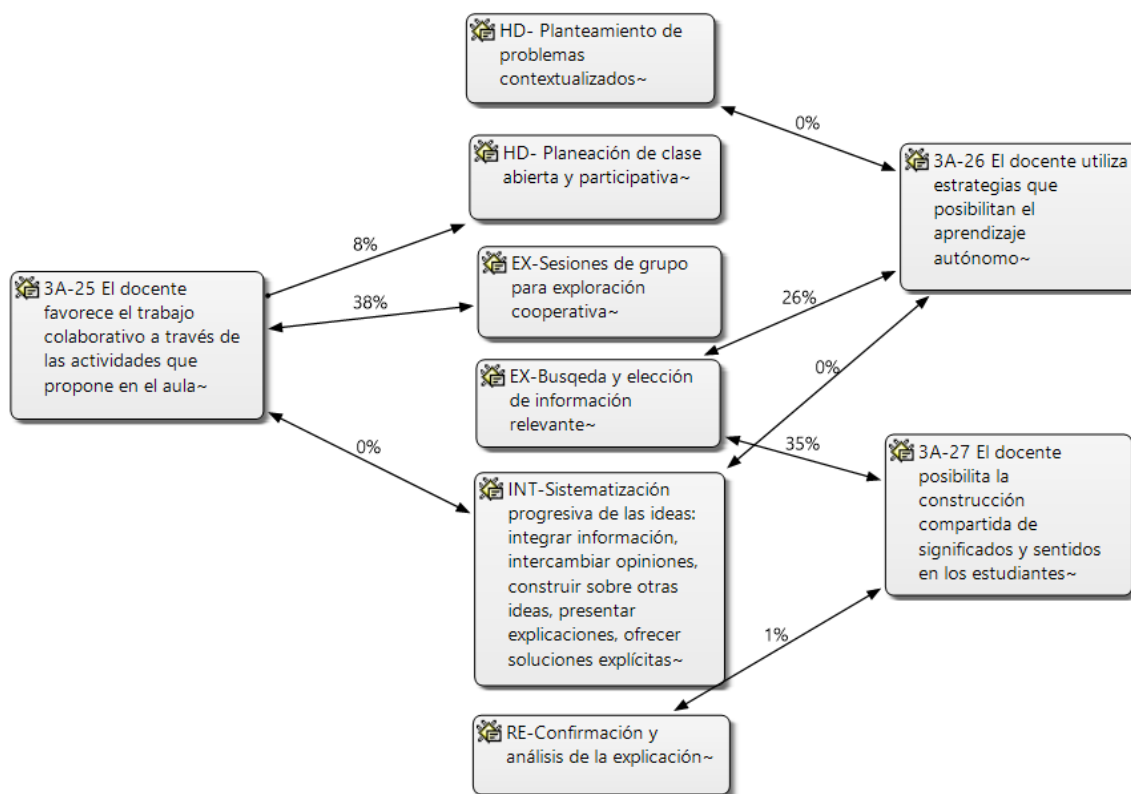 HD- Planteamiento de
problemas
contextualizados~
0%
HD- Planeación de clase
abierta y participativa~
3A-26 El docente utiliza
estrategias que
posibilitan el
aprendizaje
autónomo~
8%
EX-Sesiones de grupo
para exploración
cooperativa~
3A-25 El docente
favorece el trabajo
colaborativo a través de
las actividades que
propone en el aula~
38%
26%
EX-Busqeda y elección
de información
relevante~
0%
35%
3A-27 El docente
posibilita la
construcción
compartida de
significados y sentidos
en los estudiantes~
0%
INT-Sistematización
progresiva de las ideas:
integrar información,
intercambiar opiniones,
construir sobre otras
ideas, presentar
explicaciones, ofrecer
soluciones explícitas~
1%
RE-Confirmación y
análisis de la explicación~